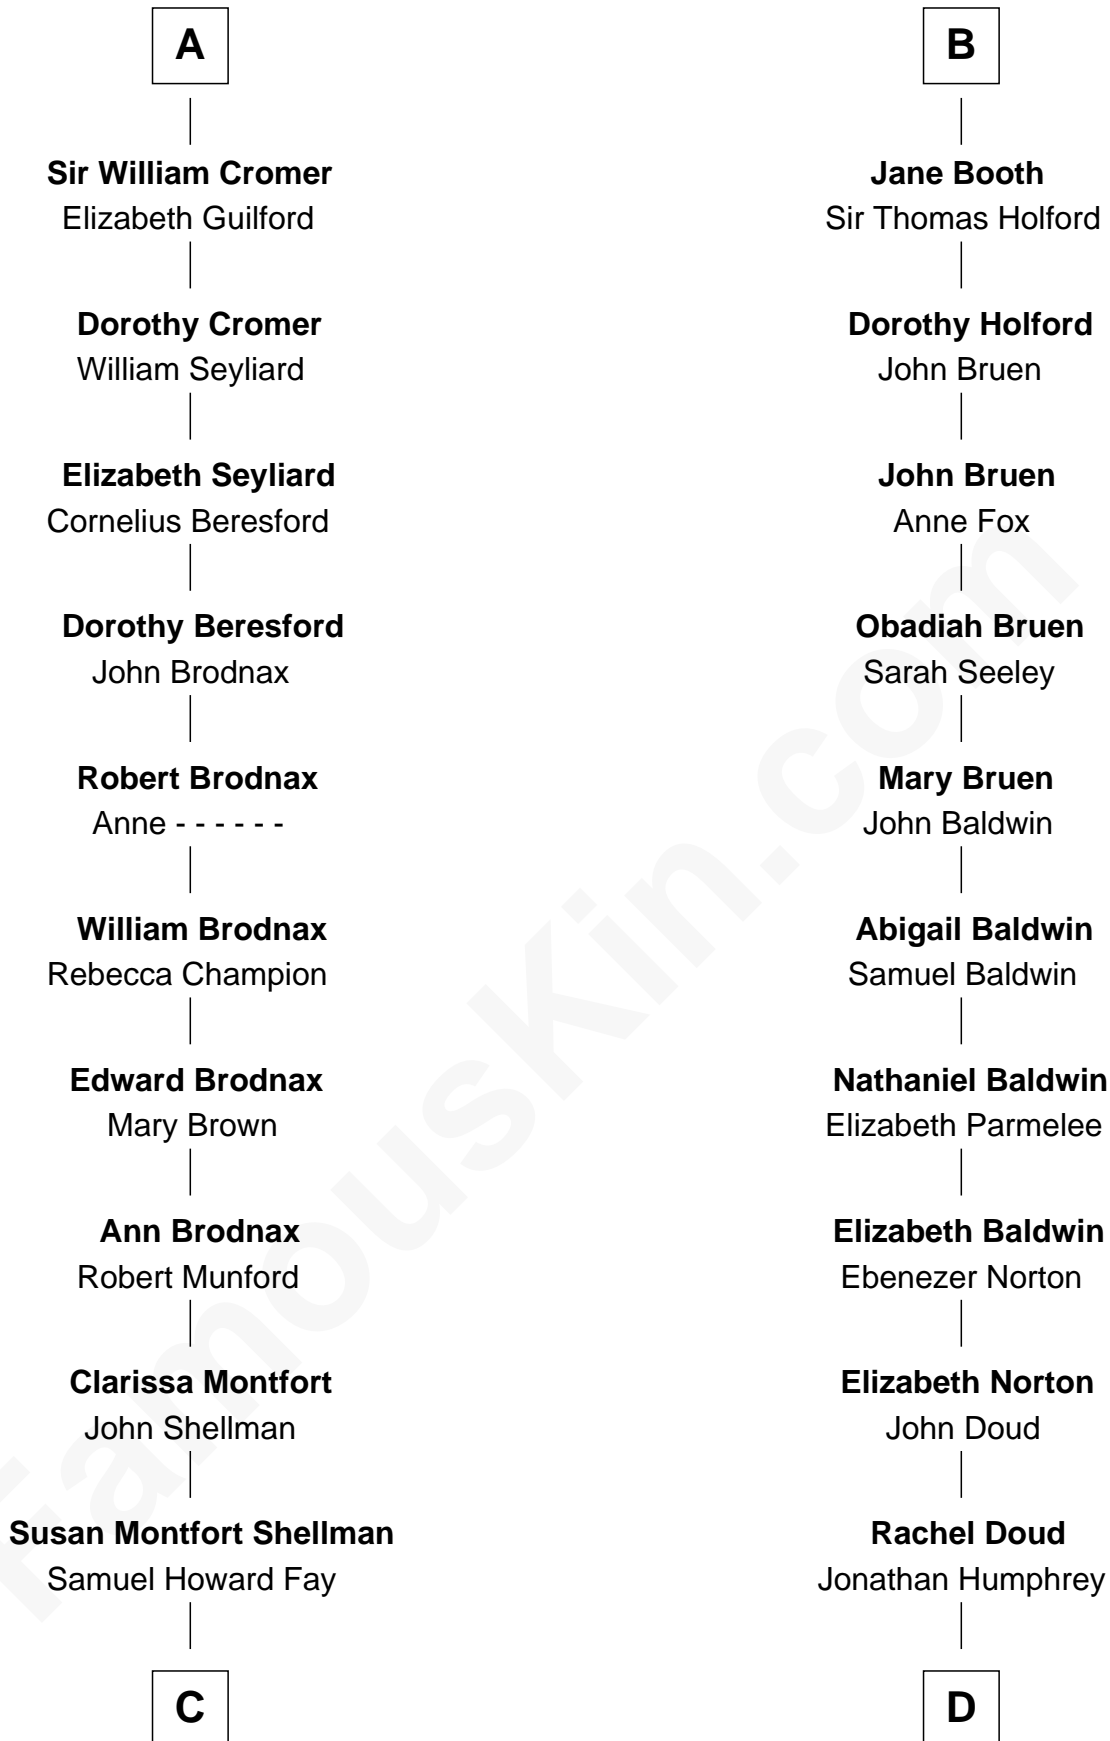 A
Sir William Cromer
Elizabeth Guilford
Dorothy Cromer
William Seyliard
Elizabeth Seyliard
Cornelius Beresford
Dorothy Beresford
John Brodnax
Robert Brodnax
Anne - - - - - -
William Brodnax
Rebecca Champion
Edward Brodnax
Mary Brown
Ann Brodnax
Robert Munford
Clarissa Montfort
John Shellman
Susan Montfort Shellman
Samuel Howard Fay
C
B
Jane Booth
Sir Thomas Holford
Dorothy Holford
John Bruen
John Bruen
Anne Fox
Obadiah Bruen
Sarah Seeley
Mary Bruen
John Baldwin
Abigail Baldwin
Samuel Baldwin
Nathaniel Baldwin
Elizabeth Parmelee
Elizabeth Baldwin
Ebenezer Norton
Elizabeth Norton
John Doud
Rachel Doud
Jonathan Humphrey
D
FamousKin.com